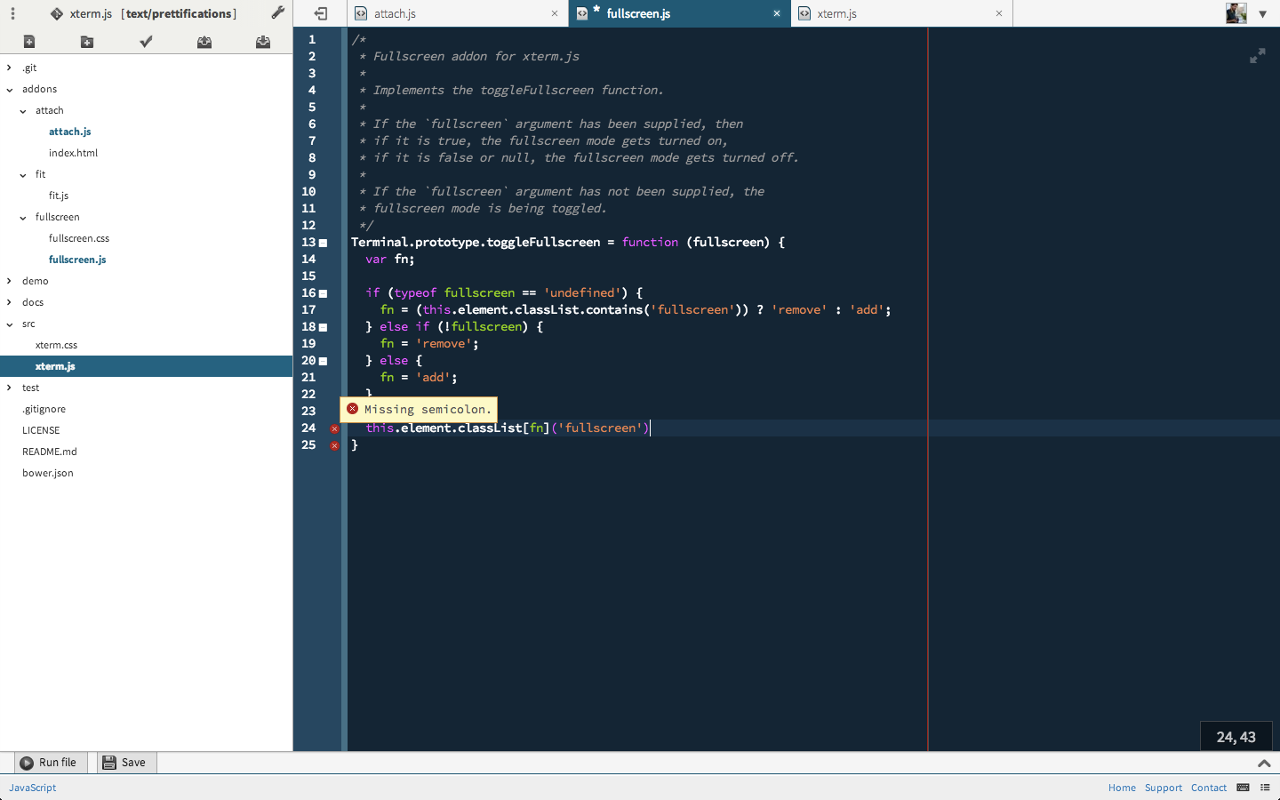 xterm.js [text/prettifications]
.git
addons
attach
attach.js
index.html
fit
fit.js
fullscreen
fullscreen.css
fullscreen.js
demo
docs
src
xterm.css
xterm.js
test
.gitignore
LICENSE
README.md
bower.json
attach.js × * fullscreen.js × xterm.js ×
1 /*
2  * Fullscreen addon for xterm.js
3  *
4  * Implements the toggleFullscreen function.
5  *
6  * If the `fullscreen` argument has been supplied, then
7  * if it is true, the fullscreen mode gets turned on,
8  * if it is false or null, the fullscreen mode gets turned off.
9  *
10  * If the `fullscreen` argument has not been supplied, the
11  * fullscreen mode is being toggled.
12  */
13 Terminal.prototype.toggleFullscreen = function (fullscreen) {
14   var fn;
15
16   if (typeof fullscreen == 'undefined') {
17     fn = (this.element.classList.contains('fullscreen')) ? 'remove' : 'add';
18   } else if (!fullscreen) {
19     fn = 'remove';
20   } else {
21     fn = 'add';
22   }
23
Missing semicolon.
24   this.element.classList[fn]('fullscreen')
25 }
24, 43
Run file Save
JavaScript Home Support Contact